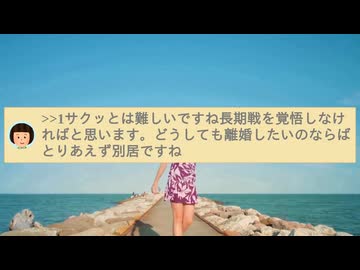 >>1サクッとは難しいですね長期戦を覚悟しなけ
ればと思います。どうしても離婚したいのならば
とりあえず別居ですね